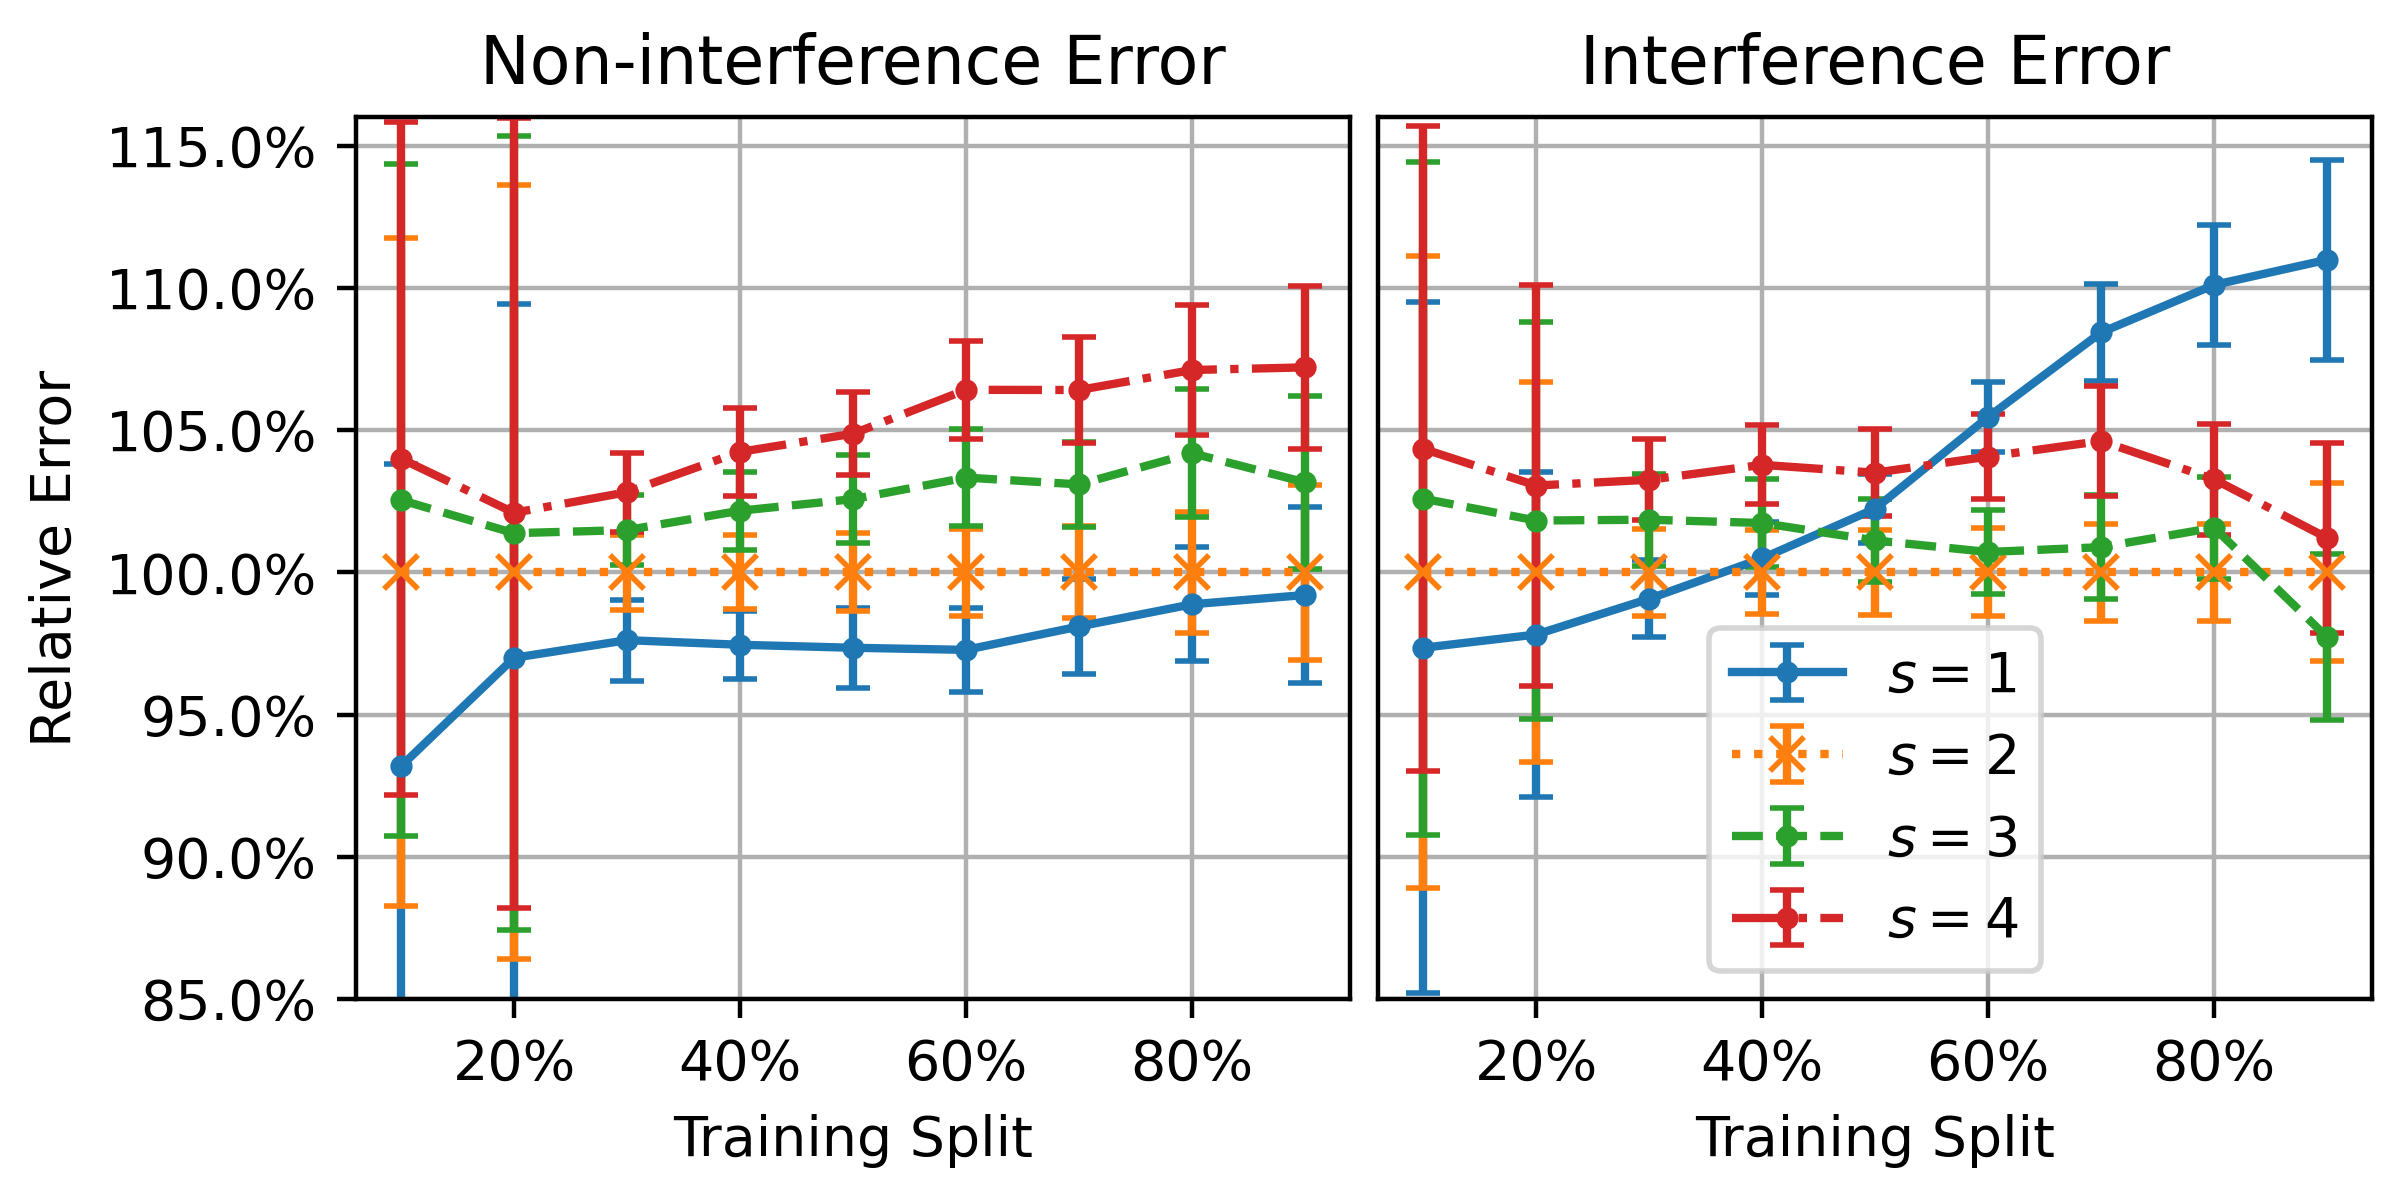 Non-interference Error
Interference Error
Relative Error
115.0%
110.0%
105.0%
100.0%
95.0%
90.0%
85.0%
20% 40% 60% 80%
20% 40% 60% 80%
Training Split
Training Split
s = 1
s = 2
s = 3
s = 4